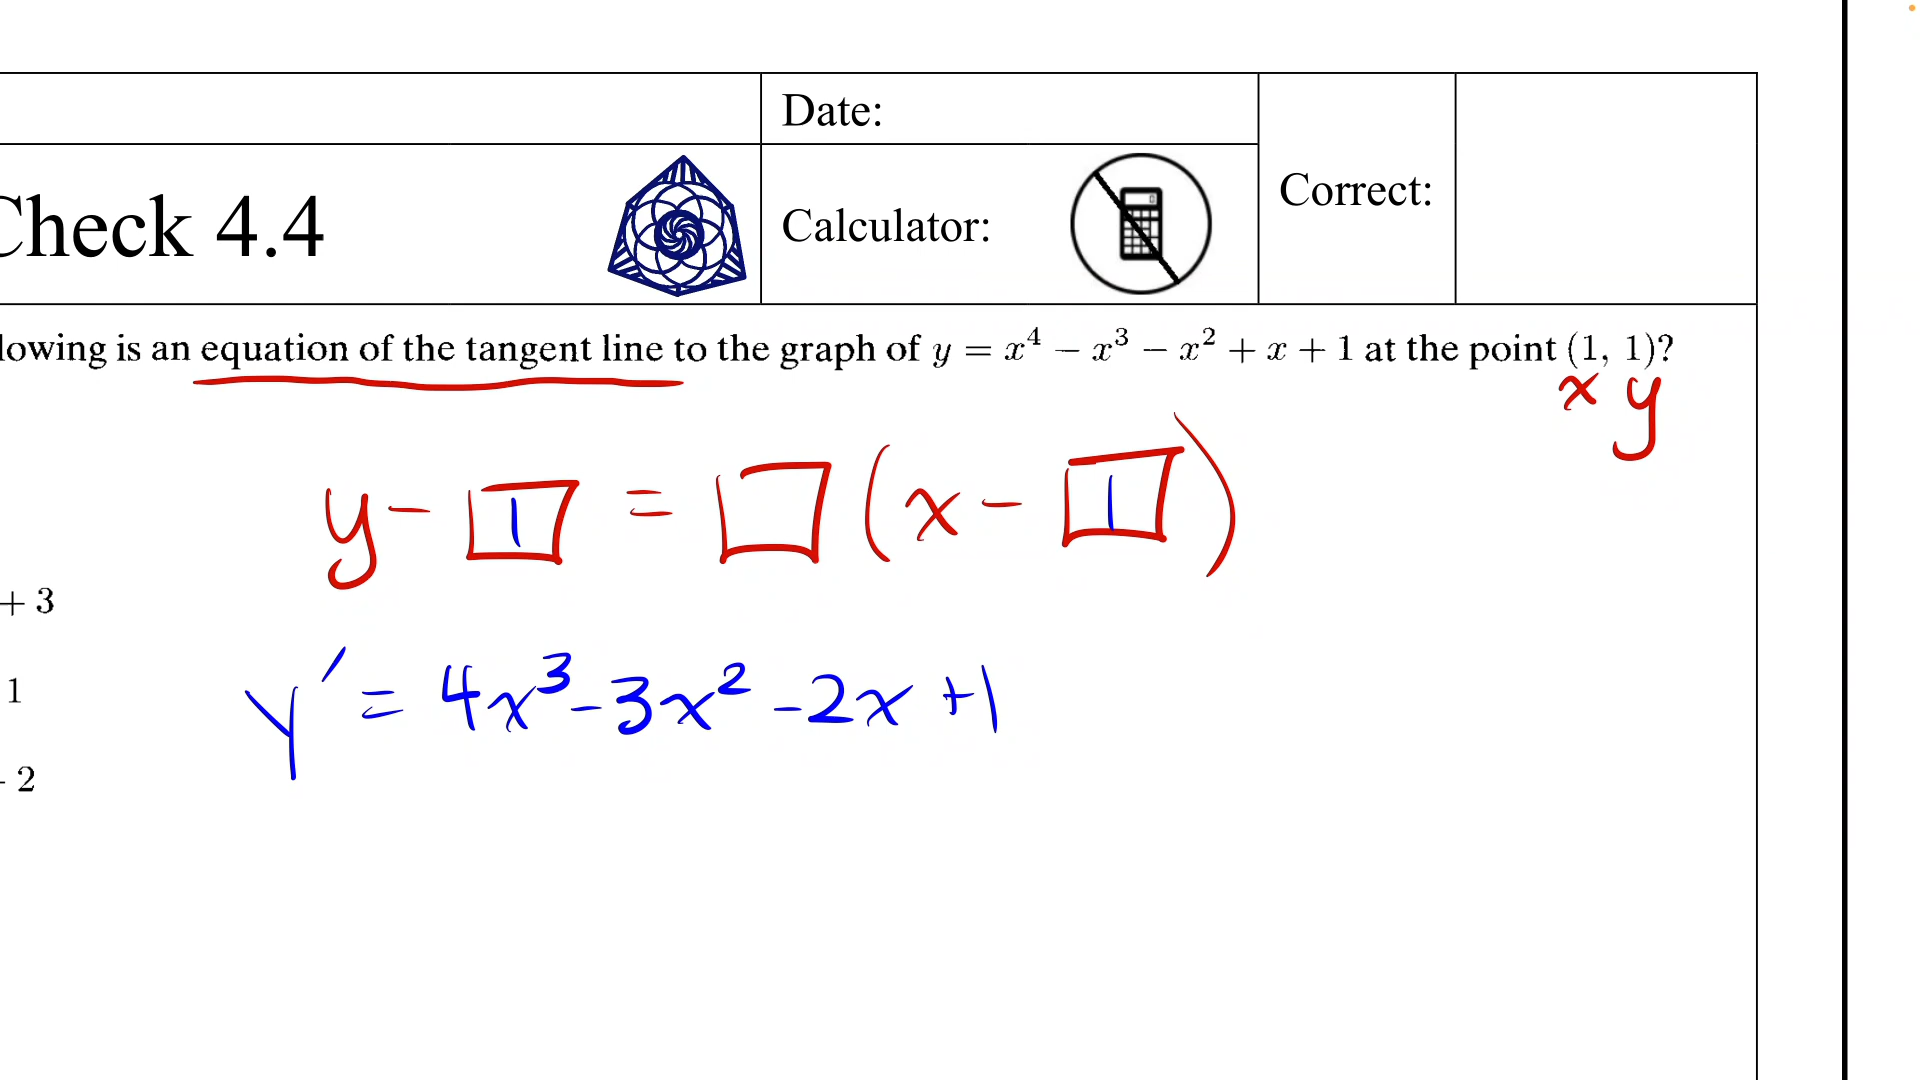 Date:
Check 4.4
Calculator:
Correct:
lowing is an equation of the tangent line to the graph of y = x⁴ − x³ − x² + x + 1 at the point (1, 1)?
x y
y - 1 = □ (x - 1)
+ 3
y' = 4x³ - 3x² - 2x + 1
1
- 2